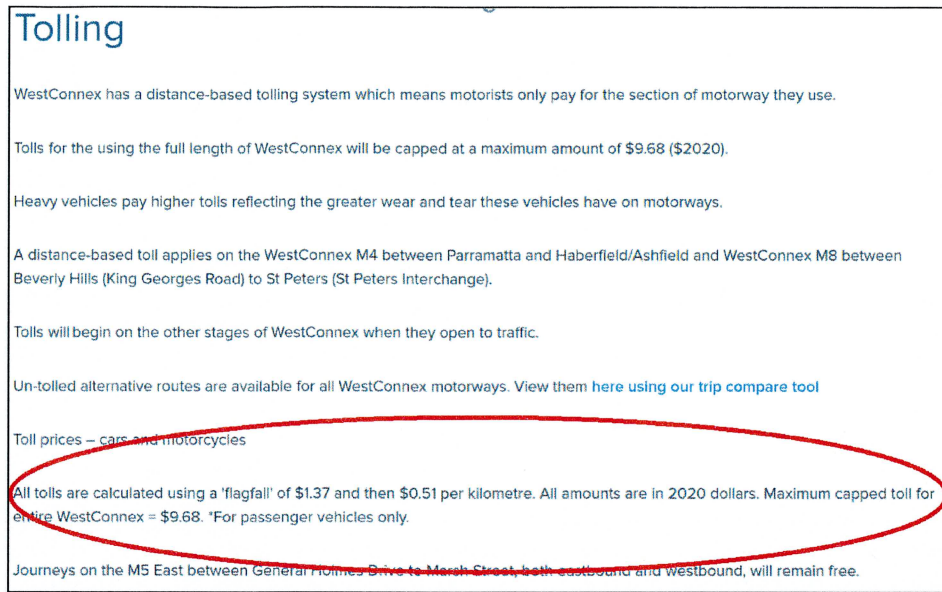 Tolling
WestConnex has a distance-based tolling system which means motorists only pay for the section of motorway they use.
Tolls for the using the full length of WestConnex will be capped at a maximum amount of $9.68 ($2020).
Heavy vehicles pay higher tolls reflecting the greater wear and tear these vehicles have on motorways.
A distance-based toll applies on the WestConnex M4 between Parramatta and Haberfield/Ashfield and WestConnex M8 between
Beverly Hills (King Georges Road) to St Peters (St Peters Interchange).
Tolls will begin on the other stages of WestConnex when they open to traffic.
Un-tolled alternative routes are available for all WestConnex motorways. View them here using our trip compare tool
Toll prices – cars and motorcycles
All tolls are calculated using a 'flagfall' of $1.37 and then $0.51 per kilometre. All amounts are in 2020 dollars. Maximum capped toll for
entire WestConnex = $9.68. *For passenger vehicles only.
Journeys on the M5 East between General Holmes Drive to Marsh Street, both eastbound and westbound, will remain free.